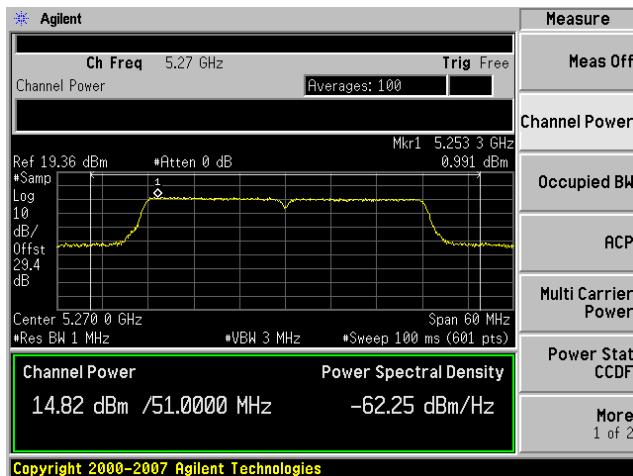 Agilent
Measure
Ch Freq 5.27 GHz Trig Free
Meas Off
Channel Power
Averages: 100
Channel Power
Mkr1 5.253 3 GHz
Ref 19.36 dBm #Atten 0 dB 0.991 dBm
#Samp
1
Log
10
dB/
Offst
29.4
dB
Occupied BW
ACP
Multi Carrier
Power
Center 5.270 0 GHz Span 60 MHz
#Res BW 1 MHz #VBW 3 MHz #Sweep 100 ms (601 pts)
Power Stat
CCDF
Channel Power Power Spectral Density
14.82 dBm /51.0000 MHz -62.25 dBm/Hz
More
1 of 2
Copyright 2000-2007 Agilent Technologies